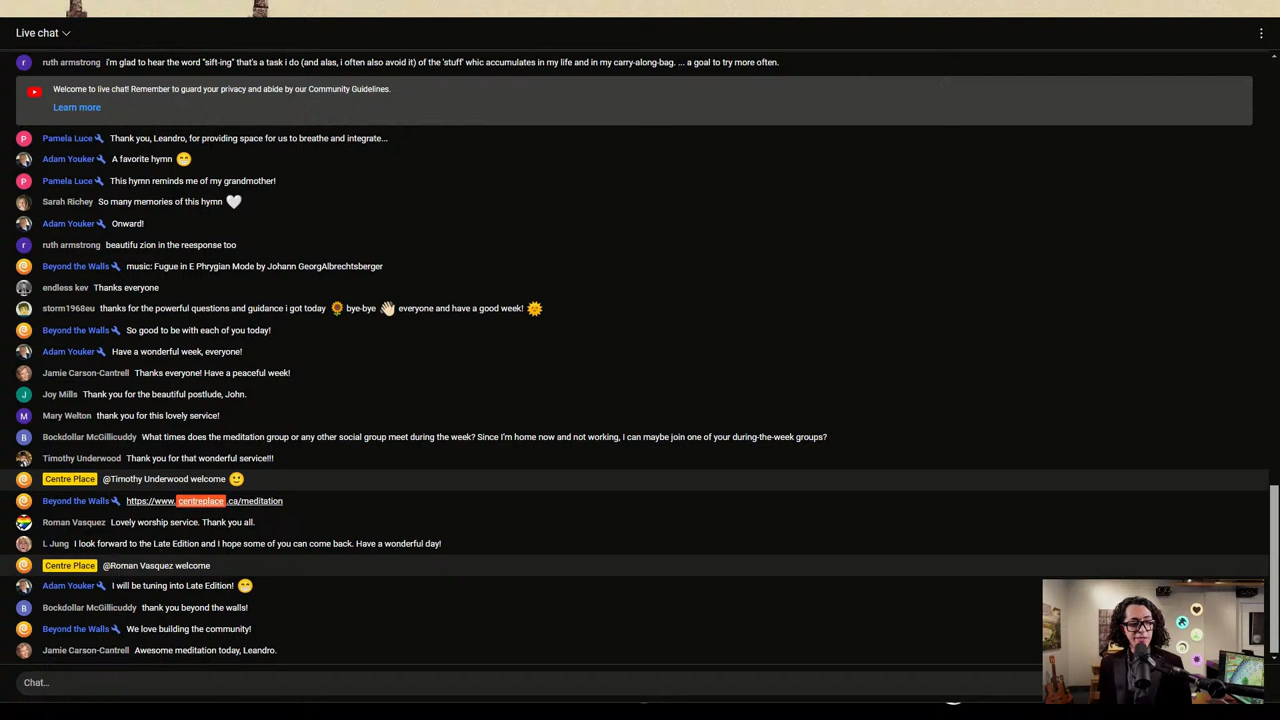 Live chat
ruth armstrong i'm glad to hear the word "sift-ing" that's a task i do (and alas, i often also avoid it) of the 'stuff' whic accumulates in my life and in my carry-along-bag. ... a goal to try more often.
Welcome to live chat! Remember to guard your privacy and abide by our Community Guidelines.
Learn more
P Pamela Luce Thank you, Leandro, for providing space for us to breathe and integrate...
Adam Youker A favorite hymn 😁
P Pamela Luce This hymn reminds me of my grandmother!
Sarah Richey So many memories of this hymn 🤍
Adam Youker Onward!
r ruth armstrong beautifu zion in the reesponse too
Beyond the Walls music: Fugue in E Phrygian Mode by Johann GeorgAlbrechtsberger
endless kev Thanks everyone
storm1968eu thanks for the powerful questions and guidance i got today 🌻 bye-bye 👋🏻 everyone and have a good week! 🌞
Beyond the Walls So good to be with each of you today!
Adam Youker Have a wonderful week, everyone!
Jamie Carson-Cantrell Thanks everyone! Have a peaceful week!
J Joy Mills Thank you for the beautiful postlude, John.
M Mary Welton thank you for this lovely service!
B Bockdollar McGillicuddy What times does the meditation group or any other social group meet during the week? Since I'm home now and not working, I can maybe join one of your during-the-week groups?
Timothy Underwood Thank you for that wonderful service!!!
Centre Place @Timothy Underwood welcome 🙂
Beyond the Walls https://www.centreplace.ca/meditation
Roman Vasquez Lovely worship service. Thank you all.
L Jung I look forward to the Late Edition and I hope some of you can come back. Have a wonderful day!
Centre Place @Roman Vasquez welcome
Adam Youker I will be tuning into Late Edition! 😁
B Bockdollar McGillicuddy thank you beyond the walls!
Beyond the Walls We love building the community!
Jamie Carson-Cantrell Awesome meditation today, Leandro.
Chat...